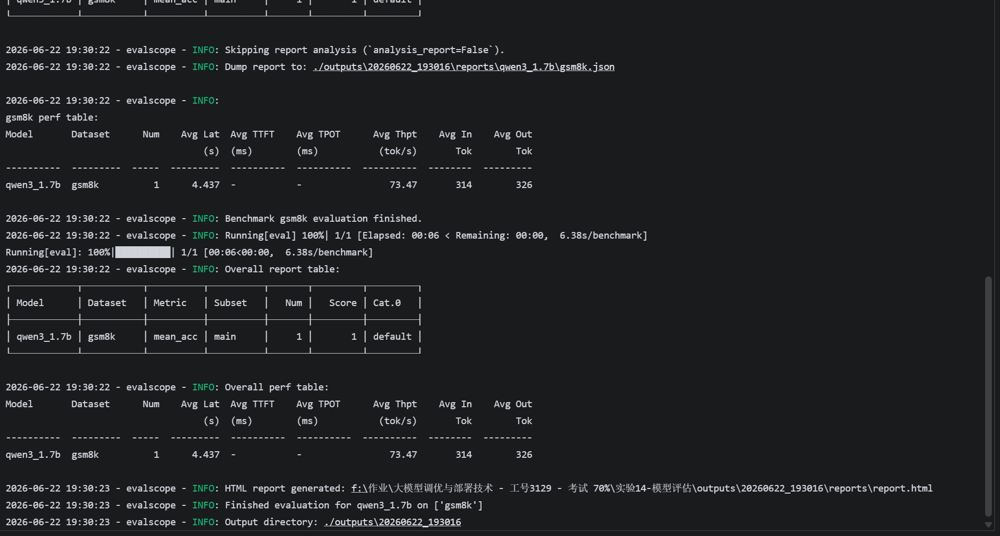 qwen3_1.7b │ gsm8k │ mean_acc │ main │ 1 │ 1 │ default
2026-06-22 19:30:22 - evalscope - INFO: Skipping report analysis (`analysis_report=False`).
2026-06-22 19:30:22 - evalscope - INFO: Dump report to: ./outputs\20260622_193016\reports\qwen3_1.7b\gsm8k.json
2026-06-22 19:30:22 - evalscope - INFO:
gsm8k perf table:
Model       Dataset      Num    Avg Lat  Avg TTFT    Avg TPOT      Avg Thpt    Avg In    Avg Out
                                    (s)  (ms)        (ms)           (tok/s)       Tok        Tok
----------  ---------  -----  ---------  ----------  ----------  ----------  --------  ---------
qwen3_1.7b  gsm8k          1      4.437  -           -                73.47       314        326
2026-06-22 19:30:22 - evalscope - INFO: Benchmark gsm8k evaluation finished.
2026-06-22 19:30:22 - evalscope - INFO: Running[eval] 100%| 1/1 [Elapsed: 00:06 < Remaining: 00:00,  6.38s/benchmark]
Running[eval]: 100%|██████████| 1/1 [00:06<00:00,  6.38s/benchmark]
2026-06-22 19:30:22 - evalscope - INFO: Overall report table:
│ Model      │ Dataset   │ Metric   │ Subset   │   Num │   Score │ Cat.0   │
│ qwen3_1.7b │ gsm8k     │ mean_acc │ main     │     1 │       1 │ default │
2026-06-22 19:30:22 - evalscope - INFO: Overall perf table:
Model       Dataset      Num    Avg Lat  Avg TTFT    Avg TPOT      Avg Thpt    Avg In    Avg Out
                                    (s)  (ms)        (ms)           (tok/s)       Tok        Tok
----------  ---------  -----  ---------  ----------  ----------  ----------  --------  ---------
qwen3_1.7b  gsm8k          1      4.437  -           -                73.47       314        326
2026-06-22 19:30:23 - evalscope - INFO: HTML report generated: f:\作业\大模型调优与部署技术 - 工号3129 - 考试 70%\实验14-模型评估\outputs\20260622_193016\reports\report.html
2026-06-22 19:30:23 - evalscope - INFO: Finished evaluation for qwen3_1.7b on ['gsm8k']
2026-06-22 19:30:23 - evalscope - INFO: Output directory: ./outputs\20260622_193016